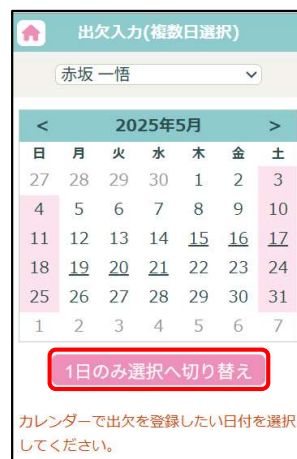 出欠入力(複数日選択)
赤坂 一悟
< 2025年5月 >
日 月 火 水 木 金 土
27 28 29 30 1 2 3
4 5 6 7 8 9 10
11 12 13 14 15 16 17
18 19 20 21 22 23 24
25 26 27 28 29 30 31
1 2 3 4 5 6 7
1日のみ選択へ切り替え
カレンダーで出欠を登録したい日付を選択
してください。